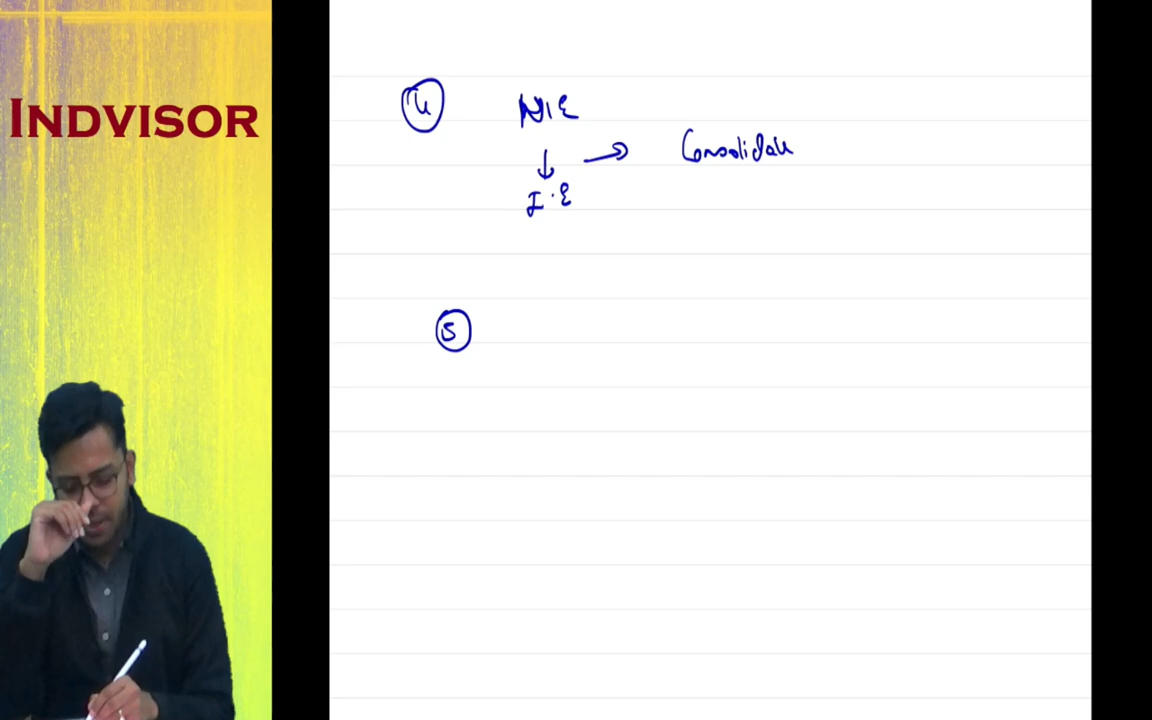 INDVISOR
④ NIE
↓ → Consolidate
I.E
⑤